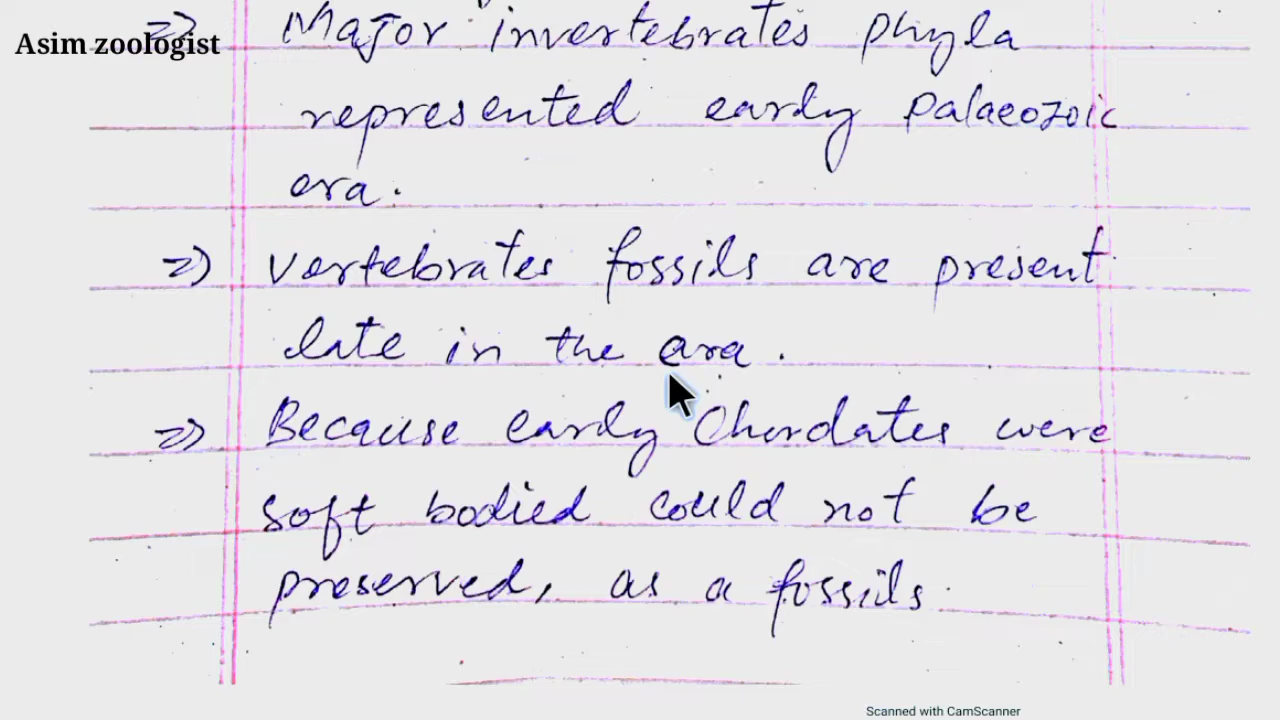 Asim zoologist
=> Major invertebrates phyla
represented early Palaeozoic
era.
=> Vertebrates fossils are present
late in the era.
=> Because early Chordates were
soft bodied could not be
preserved, as a fossils.
Scanned with CamScanner